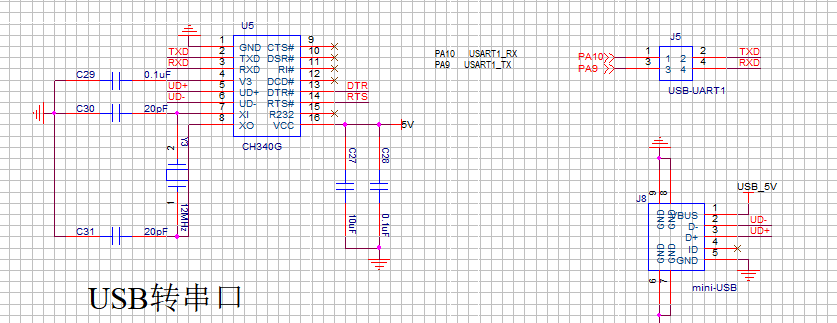 U5
1 GND CTS# 9
TXD 2 TXD DSR# 10
RXD 3 RXD RI# 11
C29 0.1uF 4 V3 DCD# 12
UD+ 5 UD+ DTR# 13 DTR
UD- 6 UD- RTS# 14 RTS
C30 20pF 7 XI R232 15
8 XO VCC 16 5V
CH340G
2 Y3 1 12MHz
C31 20pF
C27 10uF
C28 0.1uF
PA10 USART1_RX
PA9 USART1_TX
J5
PA10 1 1 2 2 TXD
PA9 3 3 4 4 RXD
USB-UART1
J8
9 8
GND GND
USB_5V
VBUS 1
D- 2 UD-
D+ 3 UD+
ID 4
GND 5
GND GND
6 7
mini-USB
USB转串口